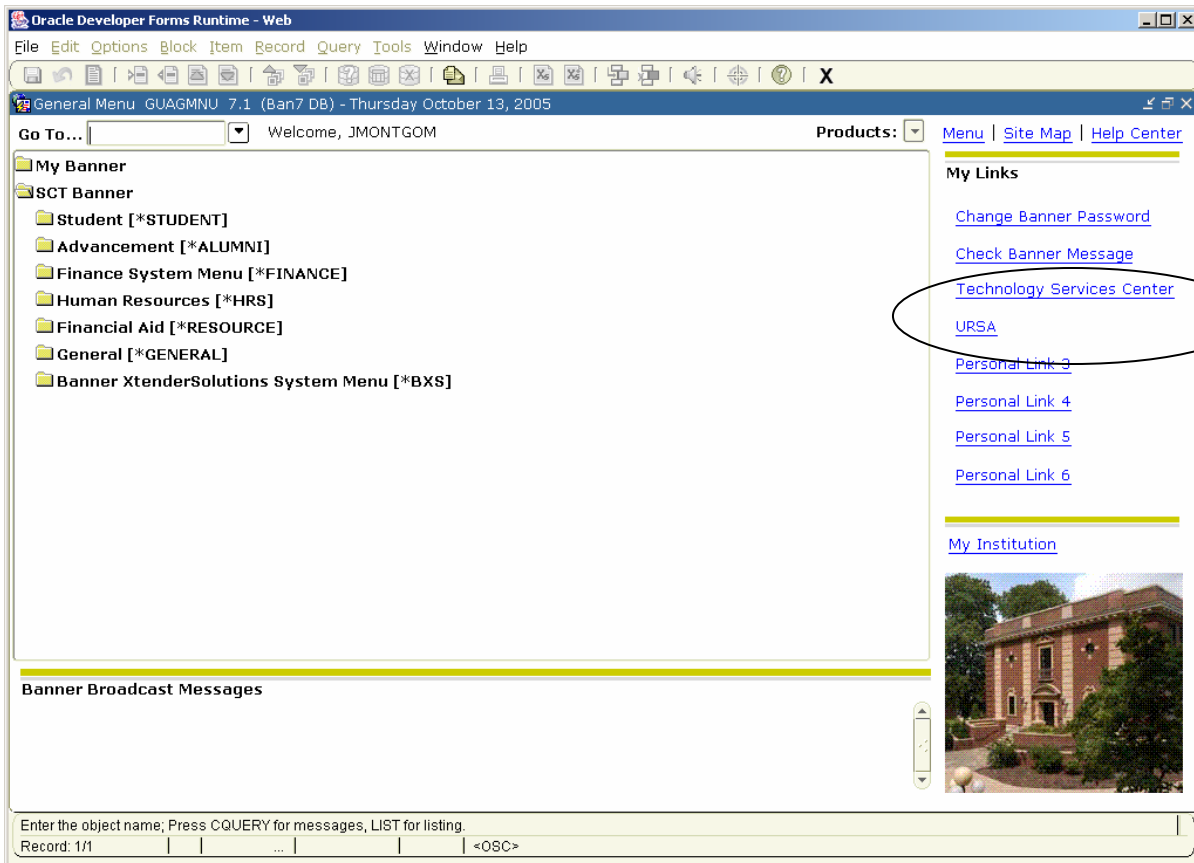 Oracle Developer Forms Runtime - Web
File Edit Options Block Item Record Query Tools Window Help
X
General Menu GUAGMNU 7.1 (Ban7 DB) - Thursday October 13, 2005
Go To... Welcome, JMONTGOM Products: Menu | Site Map | Help Center
My Banner
SCT Banner
Student [*STUDENT]
Advancement [*ALUMNI]
Finance System Menu [*FINANCE]
Human Resources [*HRS]
Financial Aid [*RESOURCE]
General [*GENERAL]
Banner XtenderSolutions System Menu [*BXS]
My Links
Change Banner Password
Check Banner Message
Technology Services Center
URSA
Personal Link 3
Personal Link 4
Personal Link 5
Personal Link 6
My Institution
Banner Broadcast Messages
Enter the object name; Press CQUERY for messages, LIST for listing.
Record: 1/1 ... <OSC>